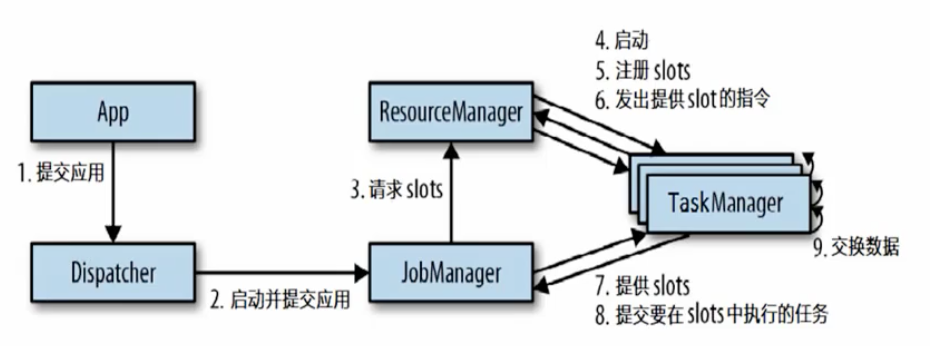 4. 启动
5. 注册 slots
6. 发出提供 slot 的指令
App
ResourceManager
1. 提交应用
3. 请求 slots
TaskManager
9. 交换数据
Dispatcher
JobManager
2. 启动并提交应用
7. 提供 slots
8. 提交要在 slots 中执行的任务